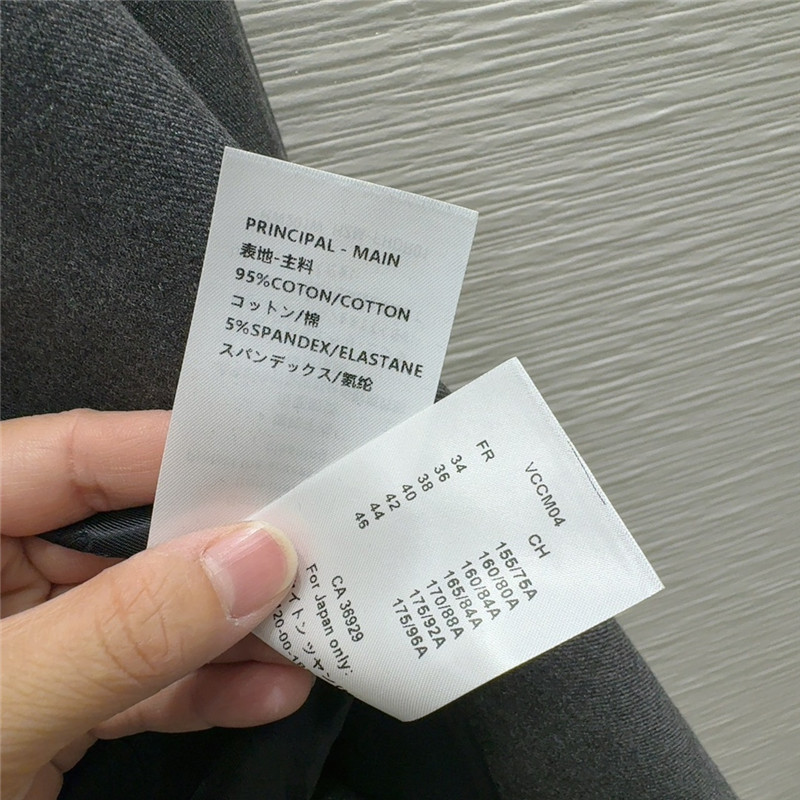 PRINCIPAL - MAIN
表地-主料
95%COTON/COTTON
コットン/棉
5%SPANDEX/ELASTANE
スパンデックス/氨纶
VCCM04
FR CH
34 155/75A
36 160/80A
38 160/84A
40 165/84A
42 170/88A
44 175/92A
46 175/96A
CA 36929
For Japan only: